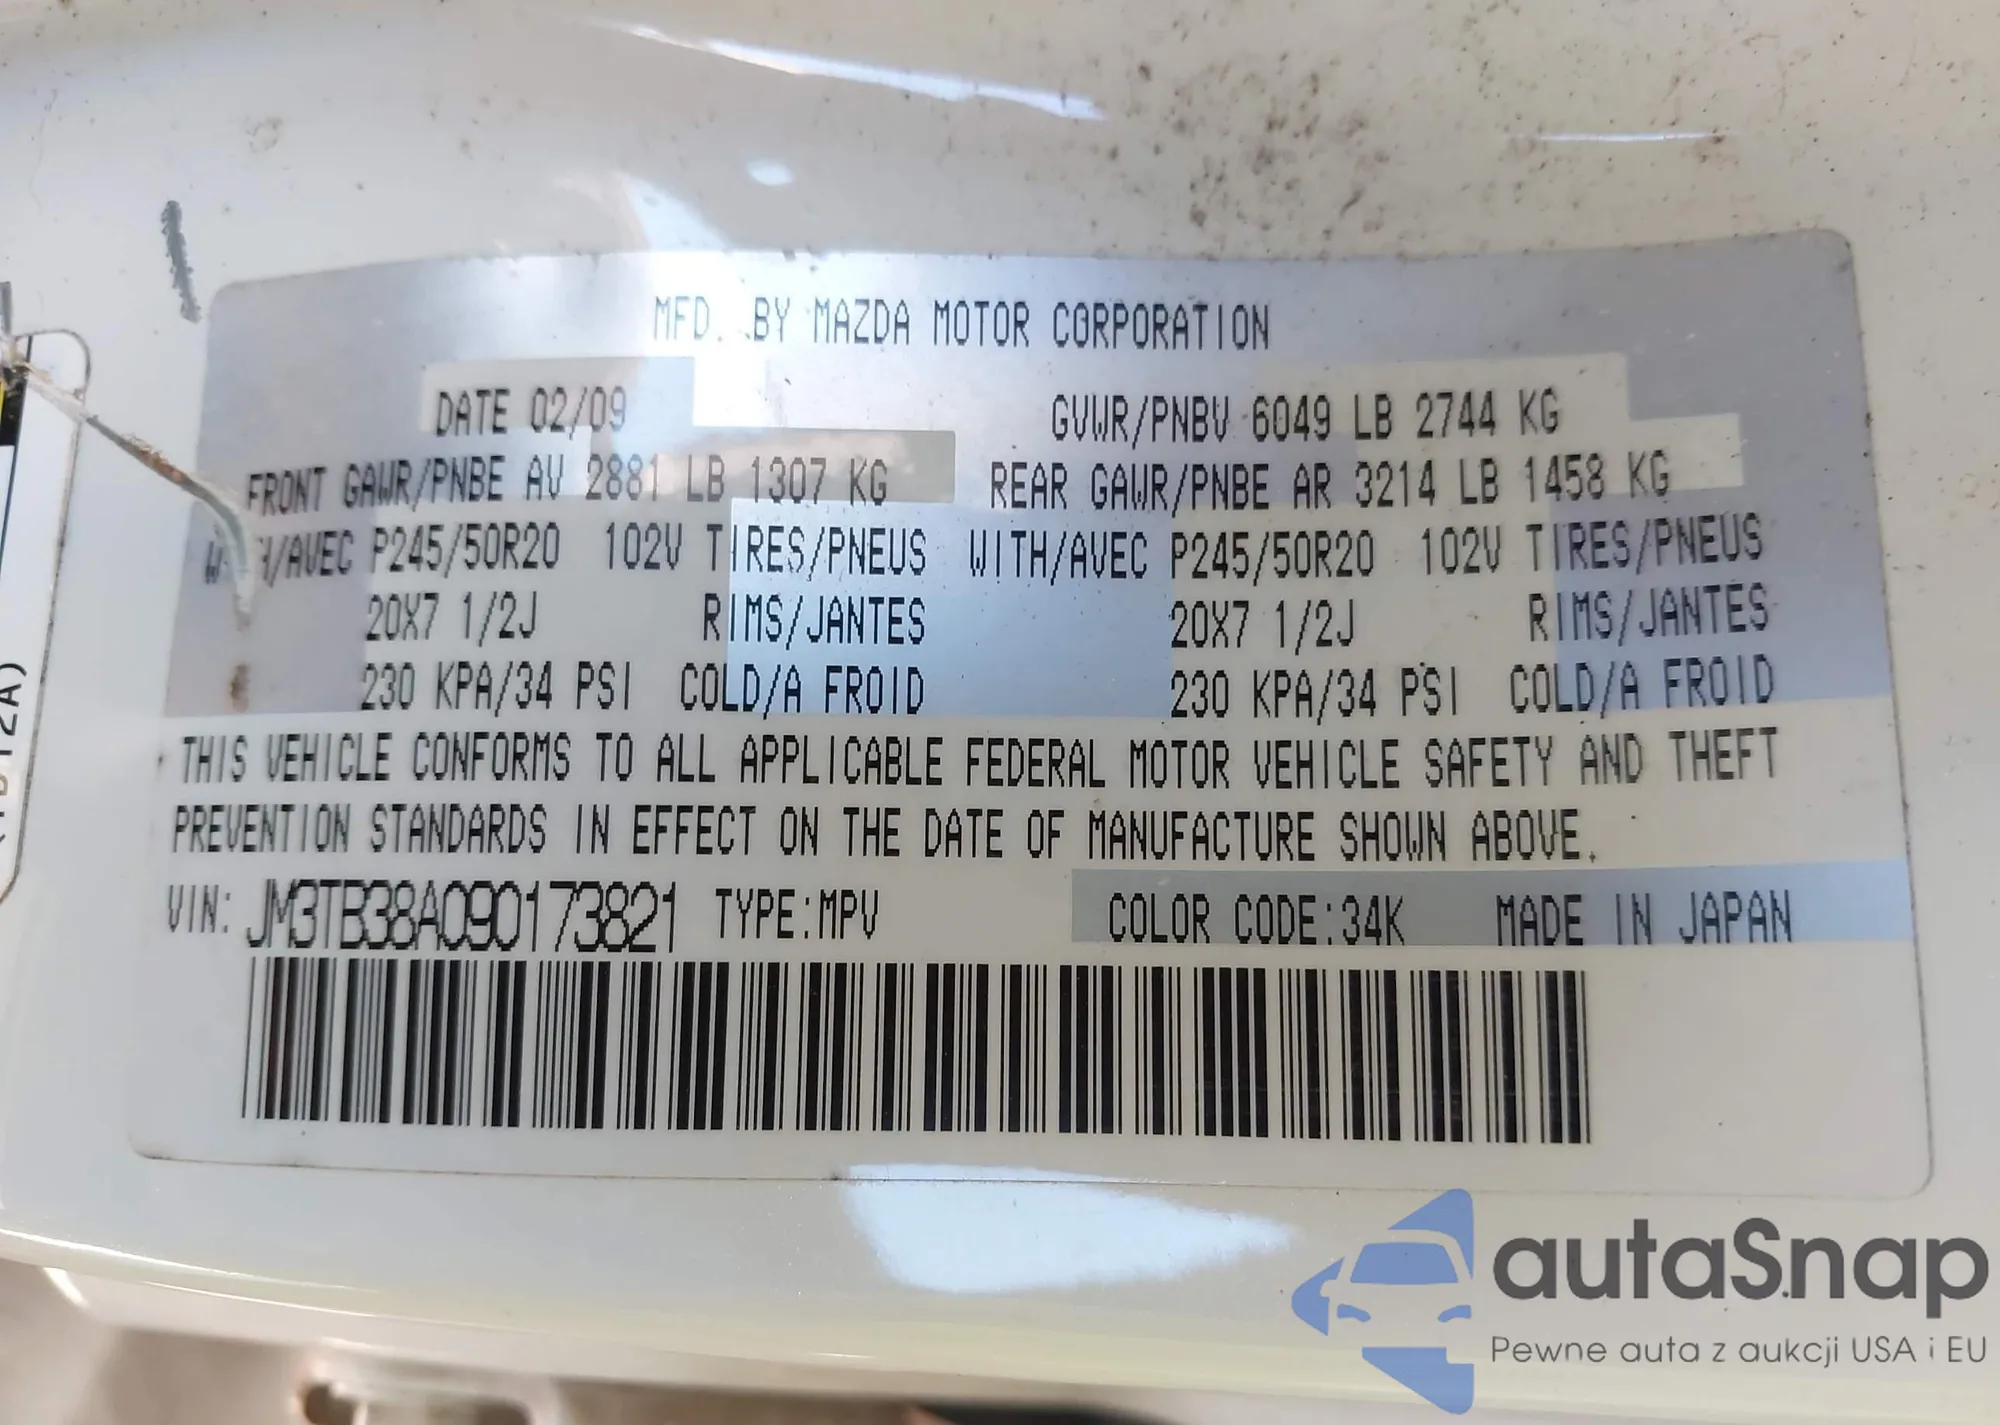 MFD. BY MAZDA MOTOR CORPORATION
DATE 02/09 GVWR/PNBV 6049 LB 2744 KG
FRONT GAWR/PNBE AV 2881 LB 1307 KG REAR GAWR/PNBE AR 3214 LB 1458 KG
WITH/AVEC P245/50R20 102V TIRES/PNEUS WITH/AVEC P245/50R20 102V TIRES/PNEUS
20X7 1/2J RIMS/JANTES 20X7 1/2J RIMS/JANTES
230 KPA/34 PSI COLD/A FROID 230 KPA/34 PSI COLD/A FROID
THIS VEHICLE CONFORMS TO ALL APPLICABLE FEDERAL MOTOR VEHICLE SAFETY AND THEFT
PREVENTION STANDARDS IN EFFECT ON THE DATE OF MANUFACTURE SHOWN ABOVE.
VIN: JM3TB38A090173821 TYPE:MPV COLOR CODE:34K MADE IN JAPAN
autaSnap
Pewne auta z aukcji USA i EU